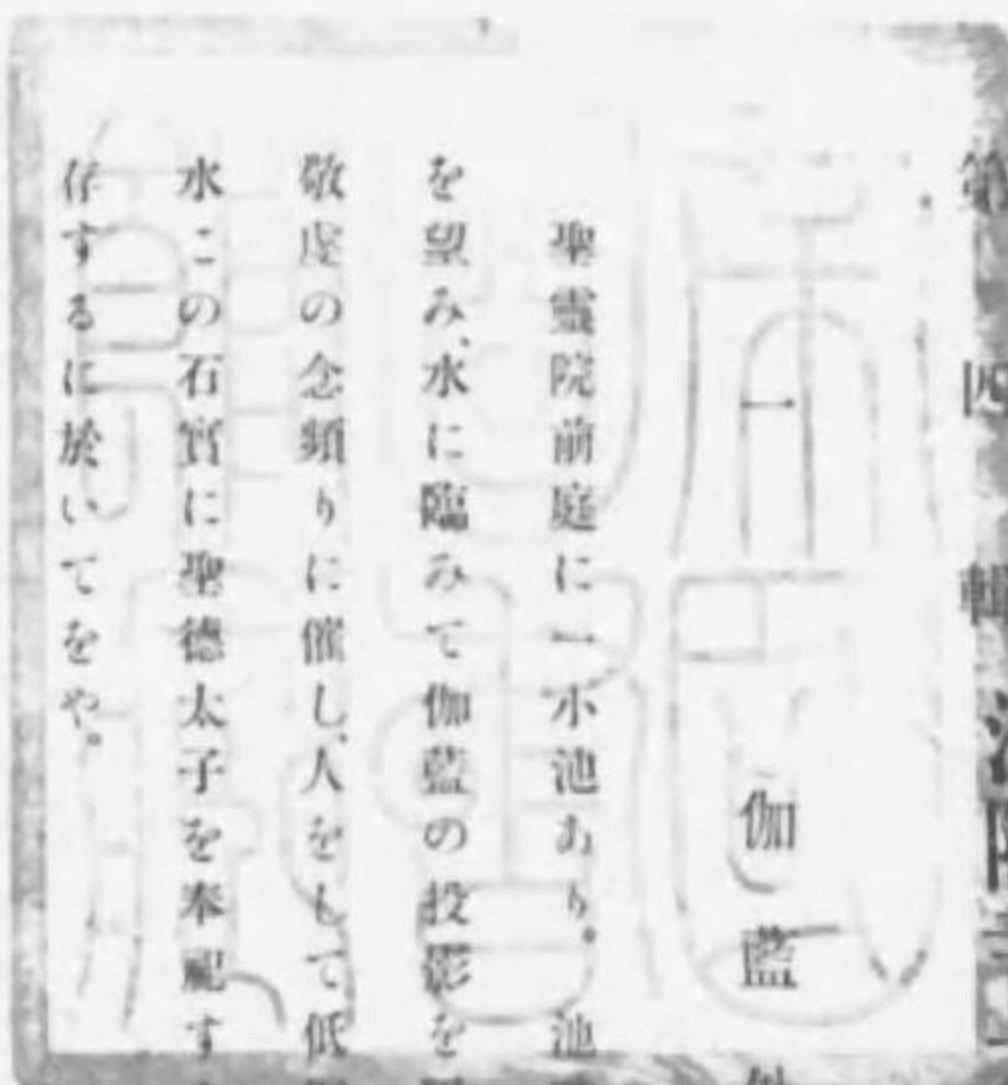 第四輯
一 伽藍
聖靈院前庭に一小池あり。池
を望み、水に臨みて伽藍の投影を
敬虔の念頻りに催し、人をして低
水この石實に聖德太子を奉祀す
存するに於いてをや。